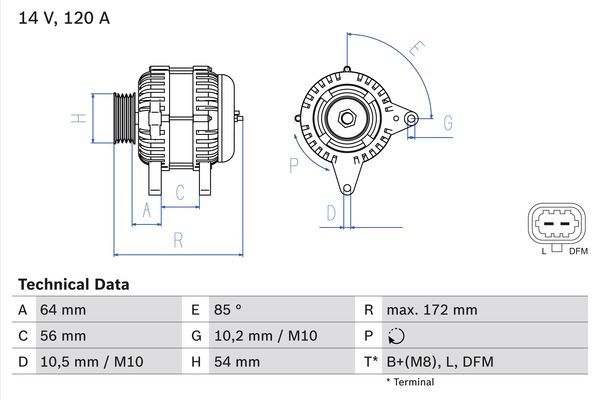 14 V, 120 A
E
H
G
P
A
C
D
R
L DFM
Technical Data
A 64 mm E 85 ° R max. 172 mm
C 56 mm G 10,2 mm / M10 P
D 10,5 mm / M10 H 54 mm T* B+(M8), L, DFM
* Terminal